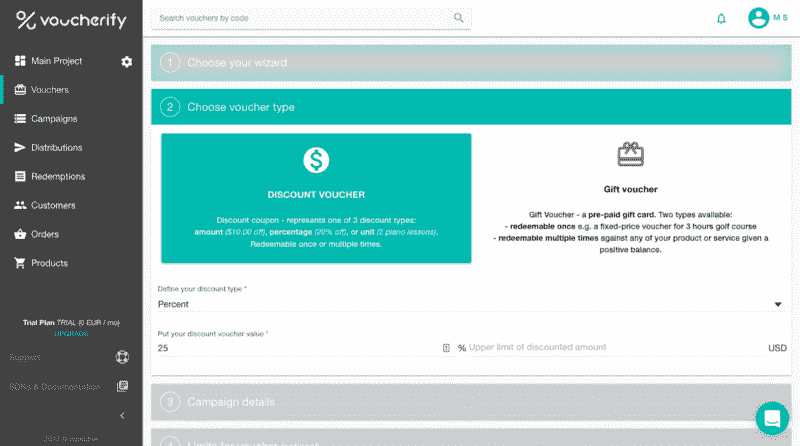 voucherify
Search vouchers by code
M S
Main Project
Vouchers
Campaigns
Distributions
Redemptions
Customers
Orders
Products
Trial Plan TRIAL (0 EUR / mo)
UPGRADE
Support
SDKs & Documentation
1 Choose your wizard
2 Choose voucher type
DISCOUNT VOUCHER
Discount coupon - represents one of 3 discount types:
amount ($10.00 off), percentage (20% off), or unit (2 piano lessons).
Redeemable once or multiple times.
Gift voucher
Gift Voucher - a pre-paid gift card. Two types available:
- redeemable once e.g. a fixed-price voucher for 3 hours golf course
- redeemable multiple times against any of your product or service given a
positive balance.
Define your discount type *
Percent
Put your discount voucher value *
25 % Upper limit of discounted amount USD
3 Campaign details
Limits for voucher